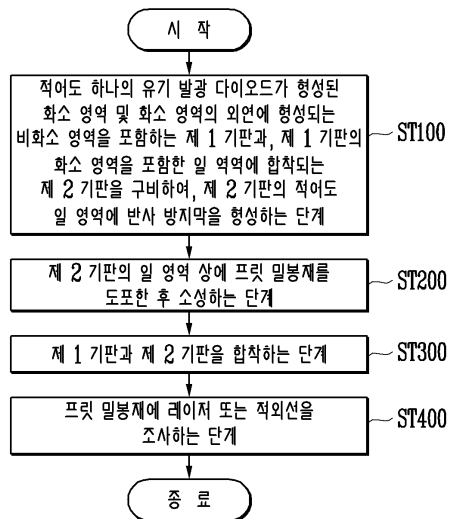 시 작
적어도 하나의 유기 발광 다이오드가 형성된
화소 영역 및 화소 영역의 외연에 형성되는
비화소 영역을 포함하는 제 1 기판과, 제 1 기판의
화소 영역을 포함한 일 역역에 합착되는
제 2 기판을 구비하여, 제 2 기판의 적어도
일 영역에 반사 방지막을 형성하는 단계
ST100
제 2 기판의 일 영역 상에 프릿 밀봉재를
도포한 후 소성하는 단계
ST200
제 1 기판과 제 2 기판을 합착하는 단계
ST300
프릿 밀봉재에 레이저 또는 적외선을
조사하는 단계
ST400
종 료